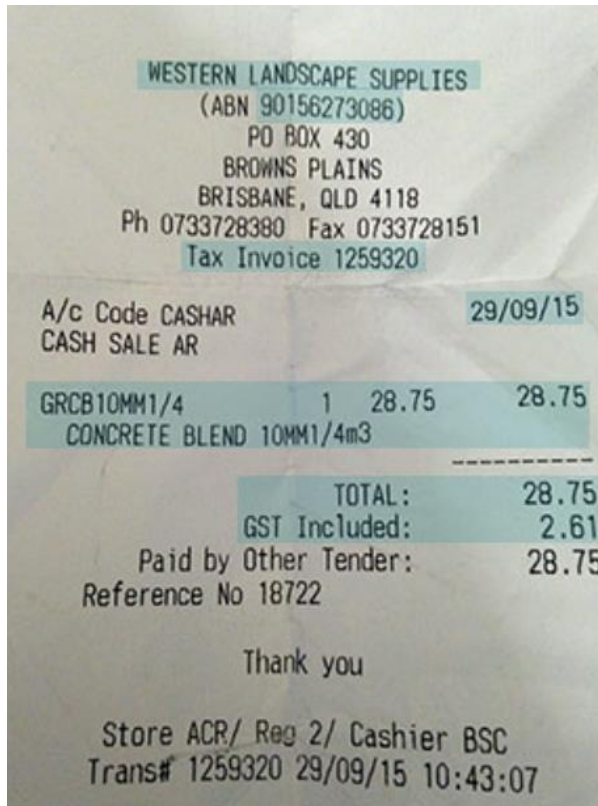 WESTERN LANDSCAPE SUPPLIES
(ABN 90156273086)
PO BOX 430
BROWNS PLAINS
BRISBANE, QLD 4118
Ph 0733728380 Fax 0733728151
Tax Invoice 1259320
A/c Code CASHAR 29/09/15
CASH SALE AR
GRCB10MM1/4 1 28.75 28.75
CONCRETE BLEND 10MM1/4m3
----------
TOTAL: 28.75
GST Included: 2.61
Paid by Other Tender: 28.75
Reference No 18722
Thank you
Store ACR/ Reg 2/ Cashier BSC
Trans# 1259320 29/09/15 10:43:07